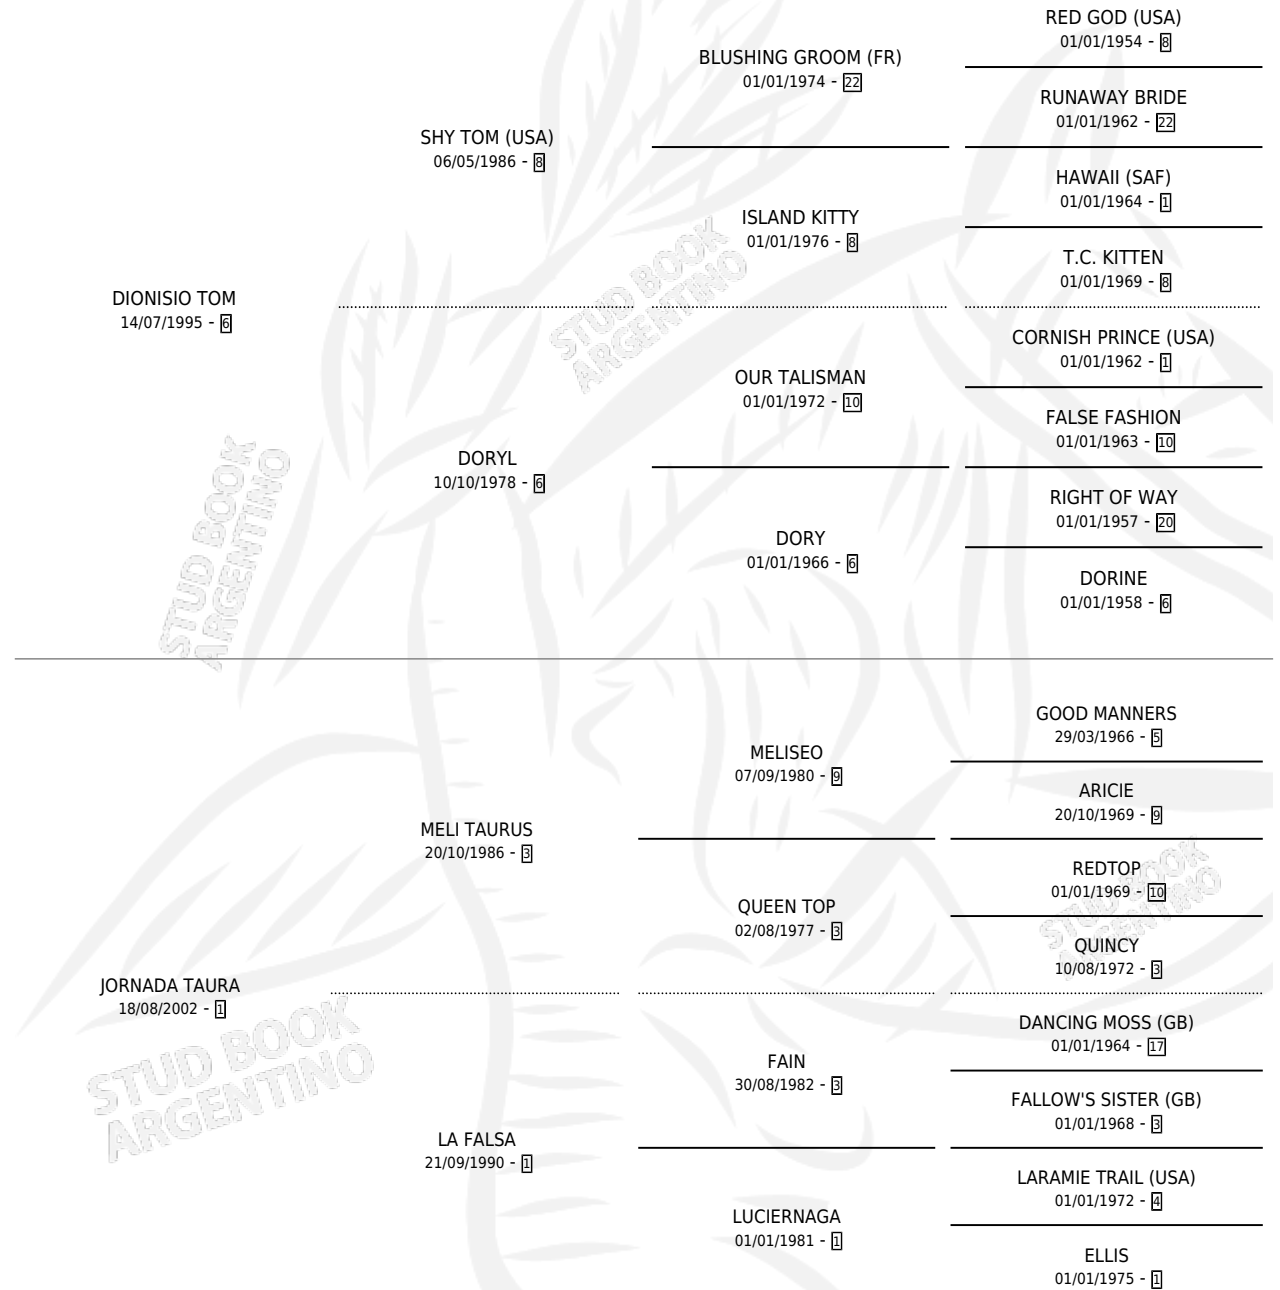 RED GOD (USA)
01/01/1954 - 8
BLUSHING GROOM (FR)
01/01/1974 - 22
RUNAWAY BRIDE
01/01/1962 - 22
SHY TOM (USA)
06/05/1986 - 8
HAWAII (SAF)
01/01/1964 - 1
ISLAND KITTY
01/01/1976 - 8
T.C. KITTEN
01/01/1969 - 8
DIONISIO TOM
14/07/1995 - 6
CORNISH PRINCE (USA)
01/01/1962 - 1
OUR TALISMAN
01/01/1972 - 10
FALSE FASHION
01/01/1963 - 10
DORYL
10/10/1978 - 6
RIGHT OF WAY
01/01/1957 - 20
DORY
01/01/1966 - 6
DORINE
01/01/1958 - 6
GOOD MANNERS
29/03/1966 - 5
MELISEO
07/09/1980 - 9
ARICIE
20/10/1969 - 9
MELI TAURUS
20/10/1986 - 3
REDTOP
01/01/1969 - 10
QUEEN TOP
02/08/1977 - 3
QUINCY
10/08/1972 - 3
JORNADA TAURA
18/08/2002 - 1
DANCING MOSS (GB)
01/01/1964 - 17
FAIN
30/08/1982 - 3
FALLOW'S SISTER (GB)
01/01/1968 - 3
LA FALSA
21/09/1990 - 1
LARAMIE TRAIL (USA)
01/01/1972 - 4
LUCIERNAGA
01/01/1981 - 1
ELLIS
01/01/1975 - 1
STUD BOOK
ARGENTINO
STUD BOOK
ARGENTINO
STUD BOOK
ARGENTINO
STUD BOOK
ARGENTINO